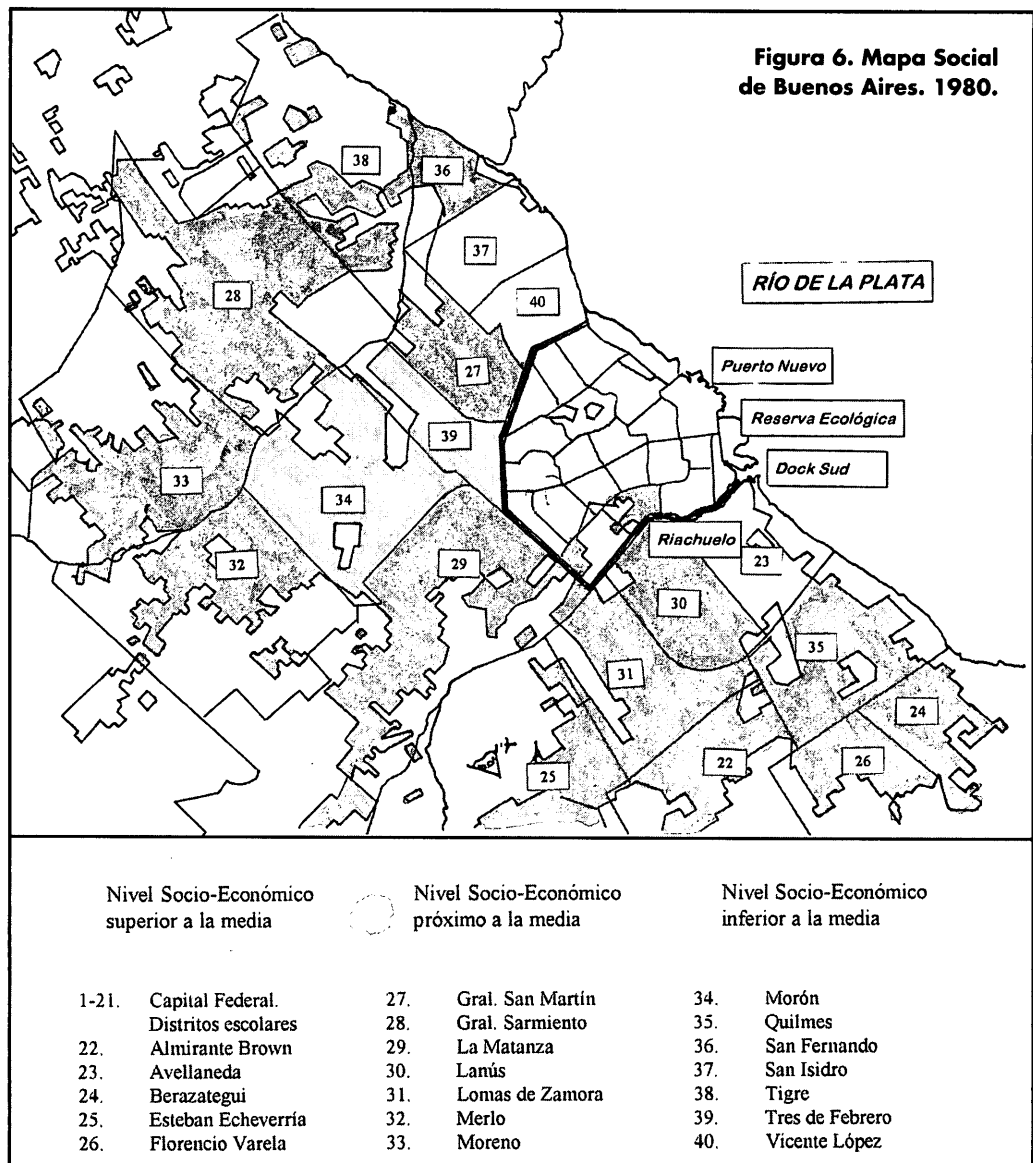 Figura 6. Mapa Social
de Buenos Aires. 1980.
38
36
37
RÍO DE LA PLATA
28
40
Puerto Nuevo
27
Reserva Ecológica
39
Dock Sud
33
34
Riachuelo
23
29
32
30
35
31
24
22
26
25
Nivel Socio-Económico
superior a la media
Nivel Socio-Económico
próximo a la media
Nivel Socio-Económico
inferior a la media
1-21. Capital Federal.
Distritos escolares
22. Almirante Brown
23. Avellaneda
24. Berazategui
25. Esteban Echeverría
26. Florencio Varela
27. Gral. San Martín
28. Gral. Sarmiento
29. La Matanza
30. Lanús
31. Lomas de Zamora
32. Merlo
33. Moreno
34. Morón
35. Quilmes
36. San Fernando
37. San Isidro
38. Tigre
39. Tres de Febrero
40. Vicente López